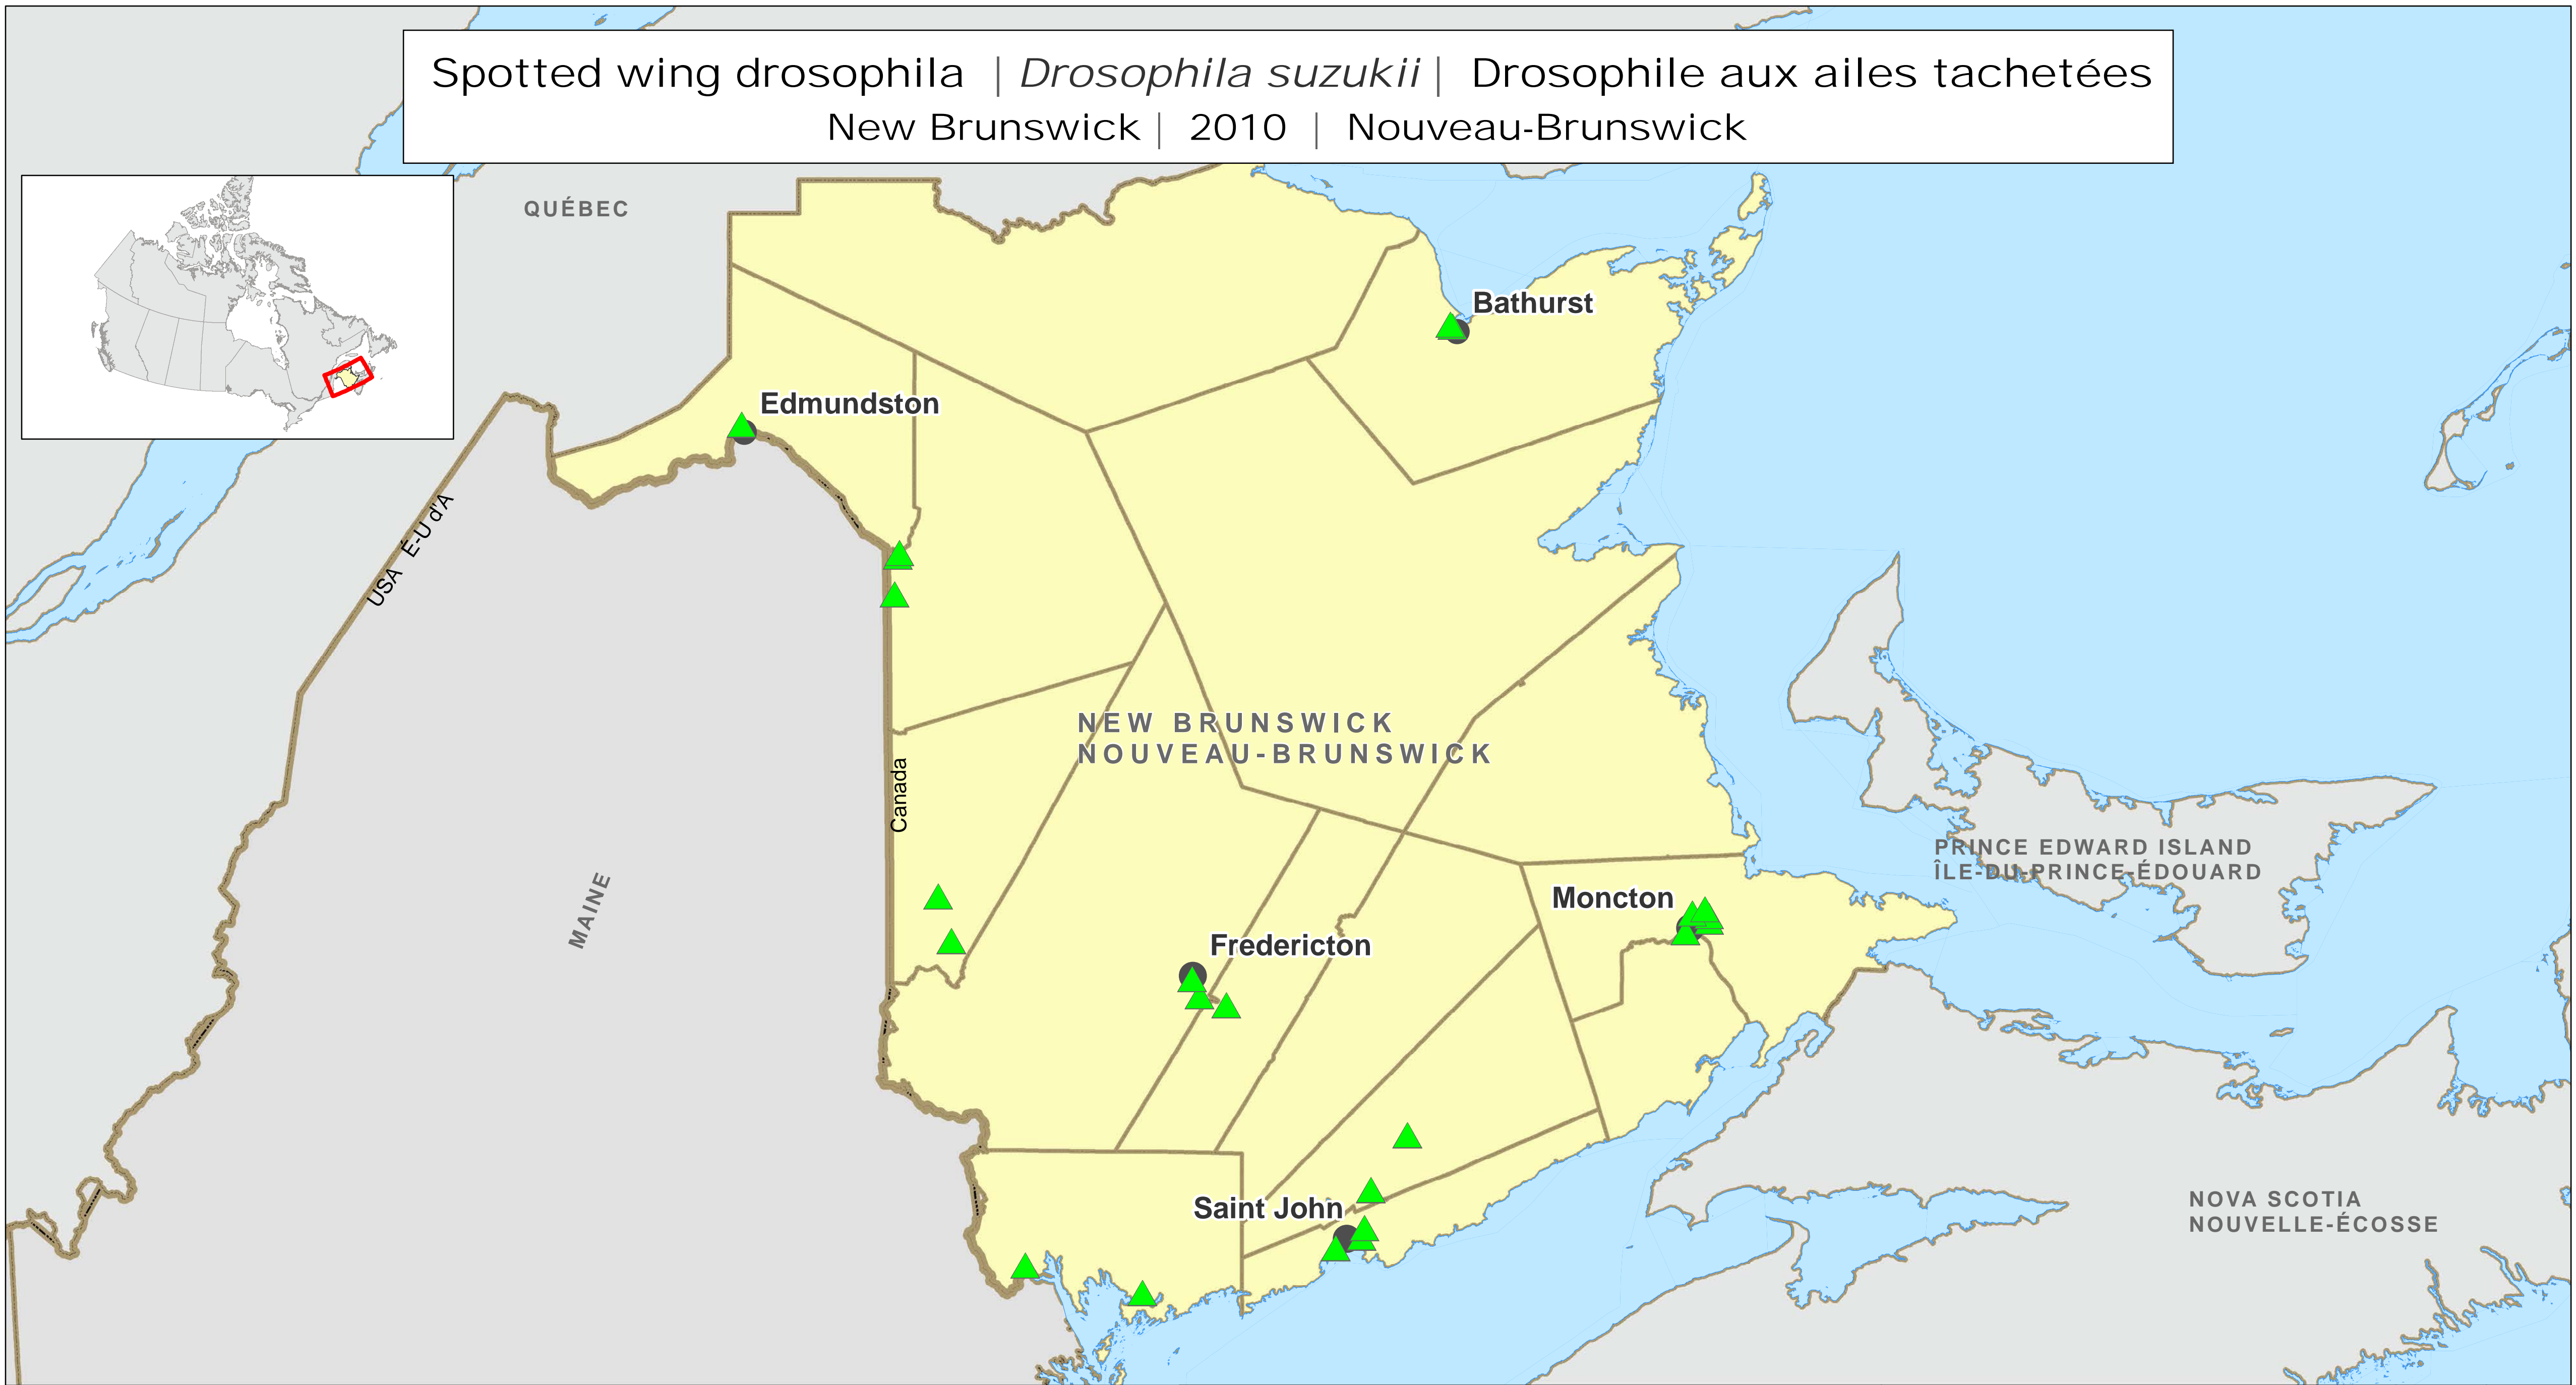 Spotted wing drosophila | Drosophila suzukii | Drosophile aux ailes tachetées
New Brunswick | 2010 | Nouveau-Brunswick
QUÉBEC
Bathurst
Edmundston
USA É-U d'A
NEW BRUNSWICK
NOUVEAU-BRUNSWICK
Canada
PRINCE EDWARD ISLAND
ÎLE-DU-PRINCE-ÉDOUARD
MAINE
Moncton
Fredericton
Saint John
NOVA SCOTIA
NOUVELLE-ÉCOSSE